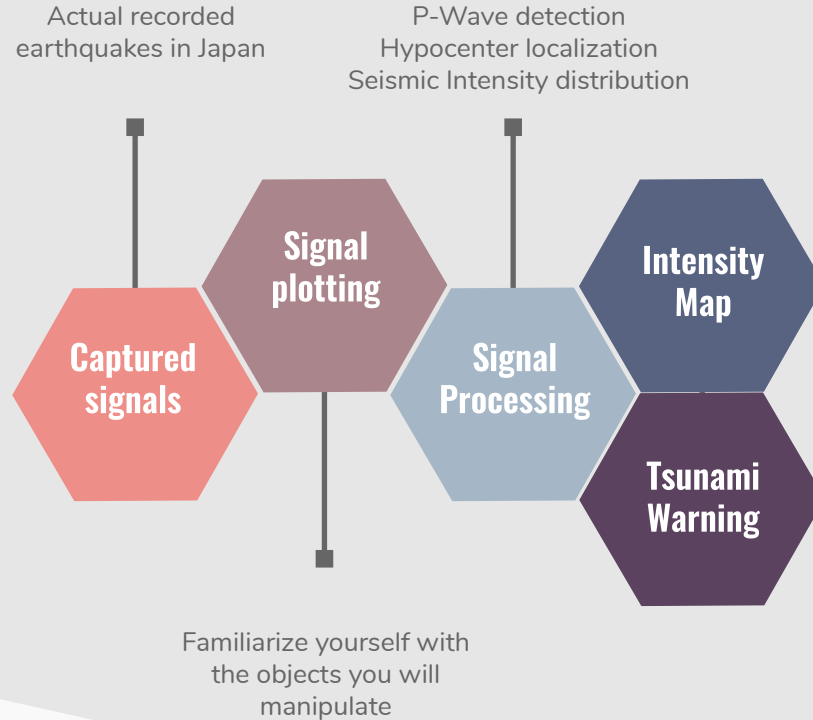 Actual recorded
earthquakes in Japan
P-Wave detection
Hypocenter localization
Seismic Intensity distribution
Captured
signals
Signal
plotting
Signal
Processing
Intensity
Map
Tsunami
Warning
Familiarize yourself with
the objects you will
manipulate